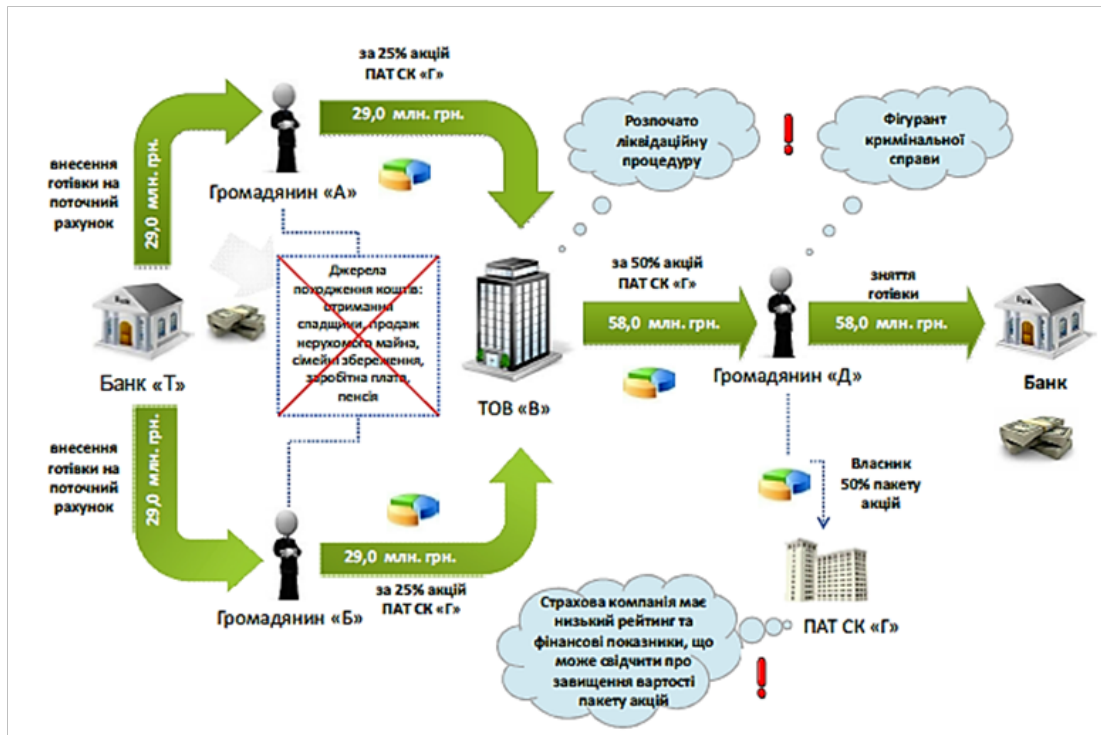 за 25% акцій
ПАТ СК «Г»
29,0 млн. грн.
внесення
готівки на
поточний
рахунок
29,0 млн. грн.
Громадянин «А»
Розпочато
ліквідаційну
процедуру
Фігурант
кримінальної
справи
Джерела
походження коштів:
отримання
спадщини, продаж
нерухомого майна,
сімейні збереження,
заробітна плата,
пенсія
Банк «Т»
ТОВ «В»
за 50% акцій
ПАТ СК «Г»
58,0 млн. грн.
Громадянин «Д»
зняття
готівки
58,0 млн. грн.
Банк
внесення
готівки на
поточний
рахунок
29,0 млн. грн.
Громадянин «Б»
29,0 млн. грн.
за 25% акцій
ПАТ СК «Г»
Власник
50% пакету
акцій
ПАТ СК «Г»
Страхова компанія має
низький рейтинг та
фінансові показники, що
може свідчити про
завищення вартості
пакету акцій